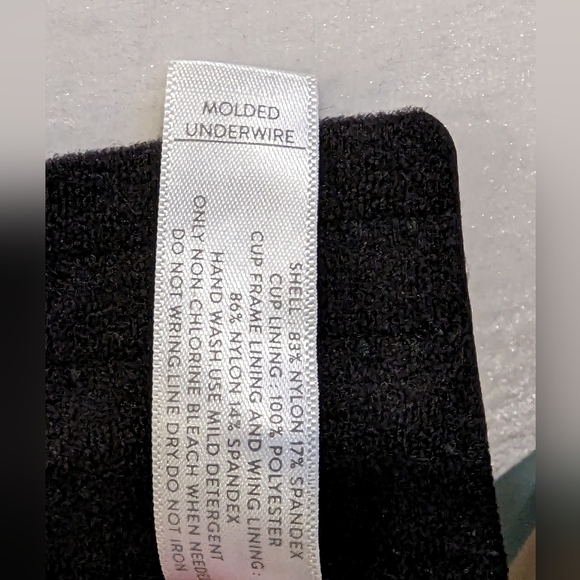 MOLDED
UNDERWIRE
SHELL : 83% NYLON 17% SPANDEX
CUP LINING : 100% POLYESTER
CUP FRAME LINING AND WING LINING :
86% NYLON 14% SPANDEX
HAND WASH.USE MILD DETERGENT
ONLY NON-CHLORINE BLEACH WHEN NEEDE
DO NOT WRING.LINE DRY.DO NOT IRON